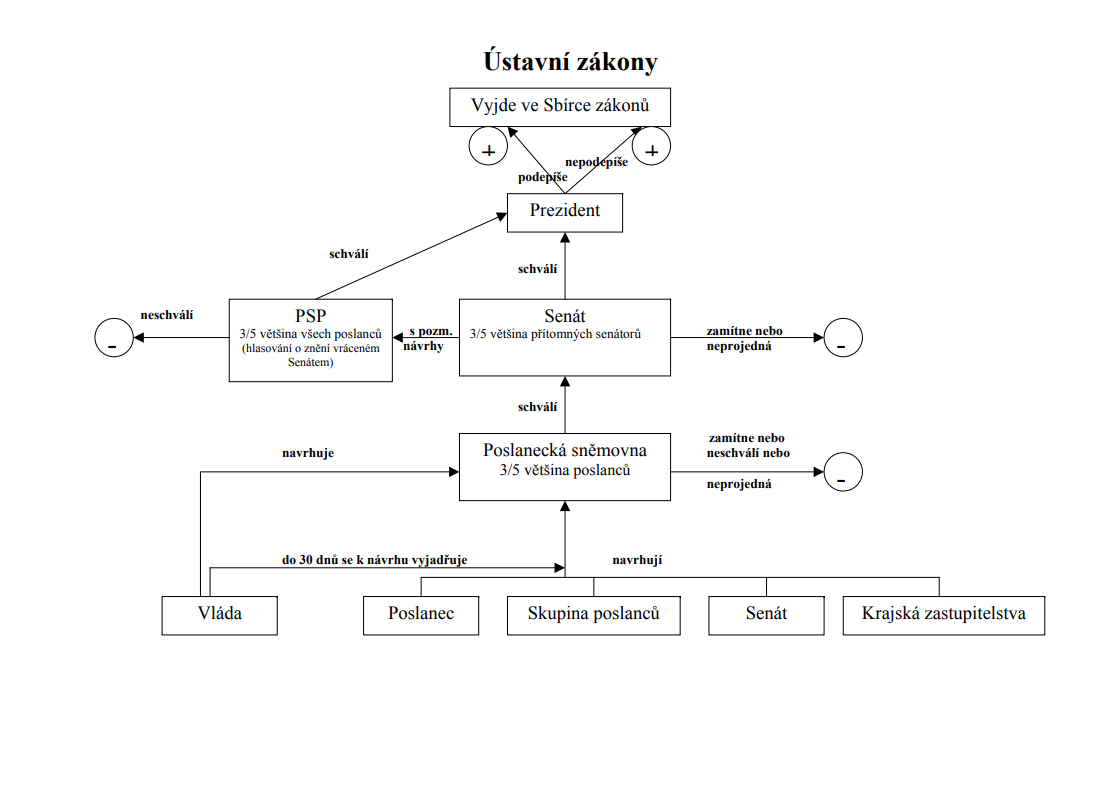 Ústavní zákony
Vyjde ve Sbírce zákonů
+
+
nepodepíše
podepíše
Prezident
schválí
schválí
neschválí
PSP
3/5 většina všech poslanců
(hlasování o znění vráceném
Senátem)
s pozm.
návrhy
Senát
3/5 většina přítomných senátorů
zamítne nebo
neprojedná
-
-
schválí
navrhuje
Poslanecká sněmovna
3/5 většina poslanců
zamítne nebo
neschválí nebo
neprojedná
-
do 30 dnů se k návrhu vyjadřuje
navrhují
Vláda
Poslanec
Skupina poslanců
Senát
Krajská zastupitelstva